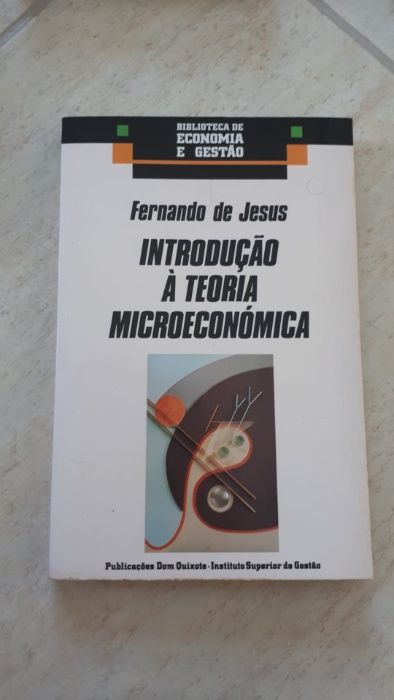 BIBLIOTECA DE
ECONOMIA
E GESTÃO
Fernando de Jesus
INTRODUÇÃO
À TEORIA
MICROECONÓMICA
Publicações Dom Quixote · Instituto Superior de Gestão